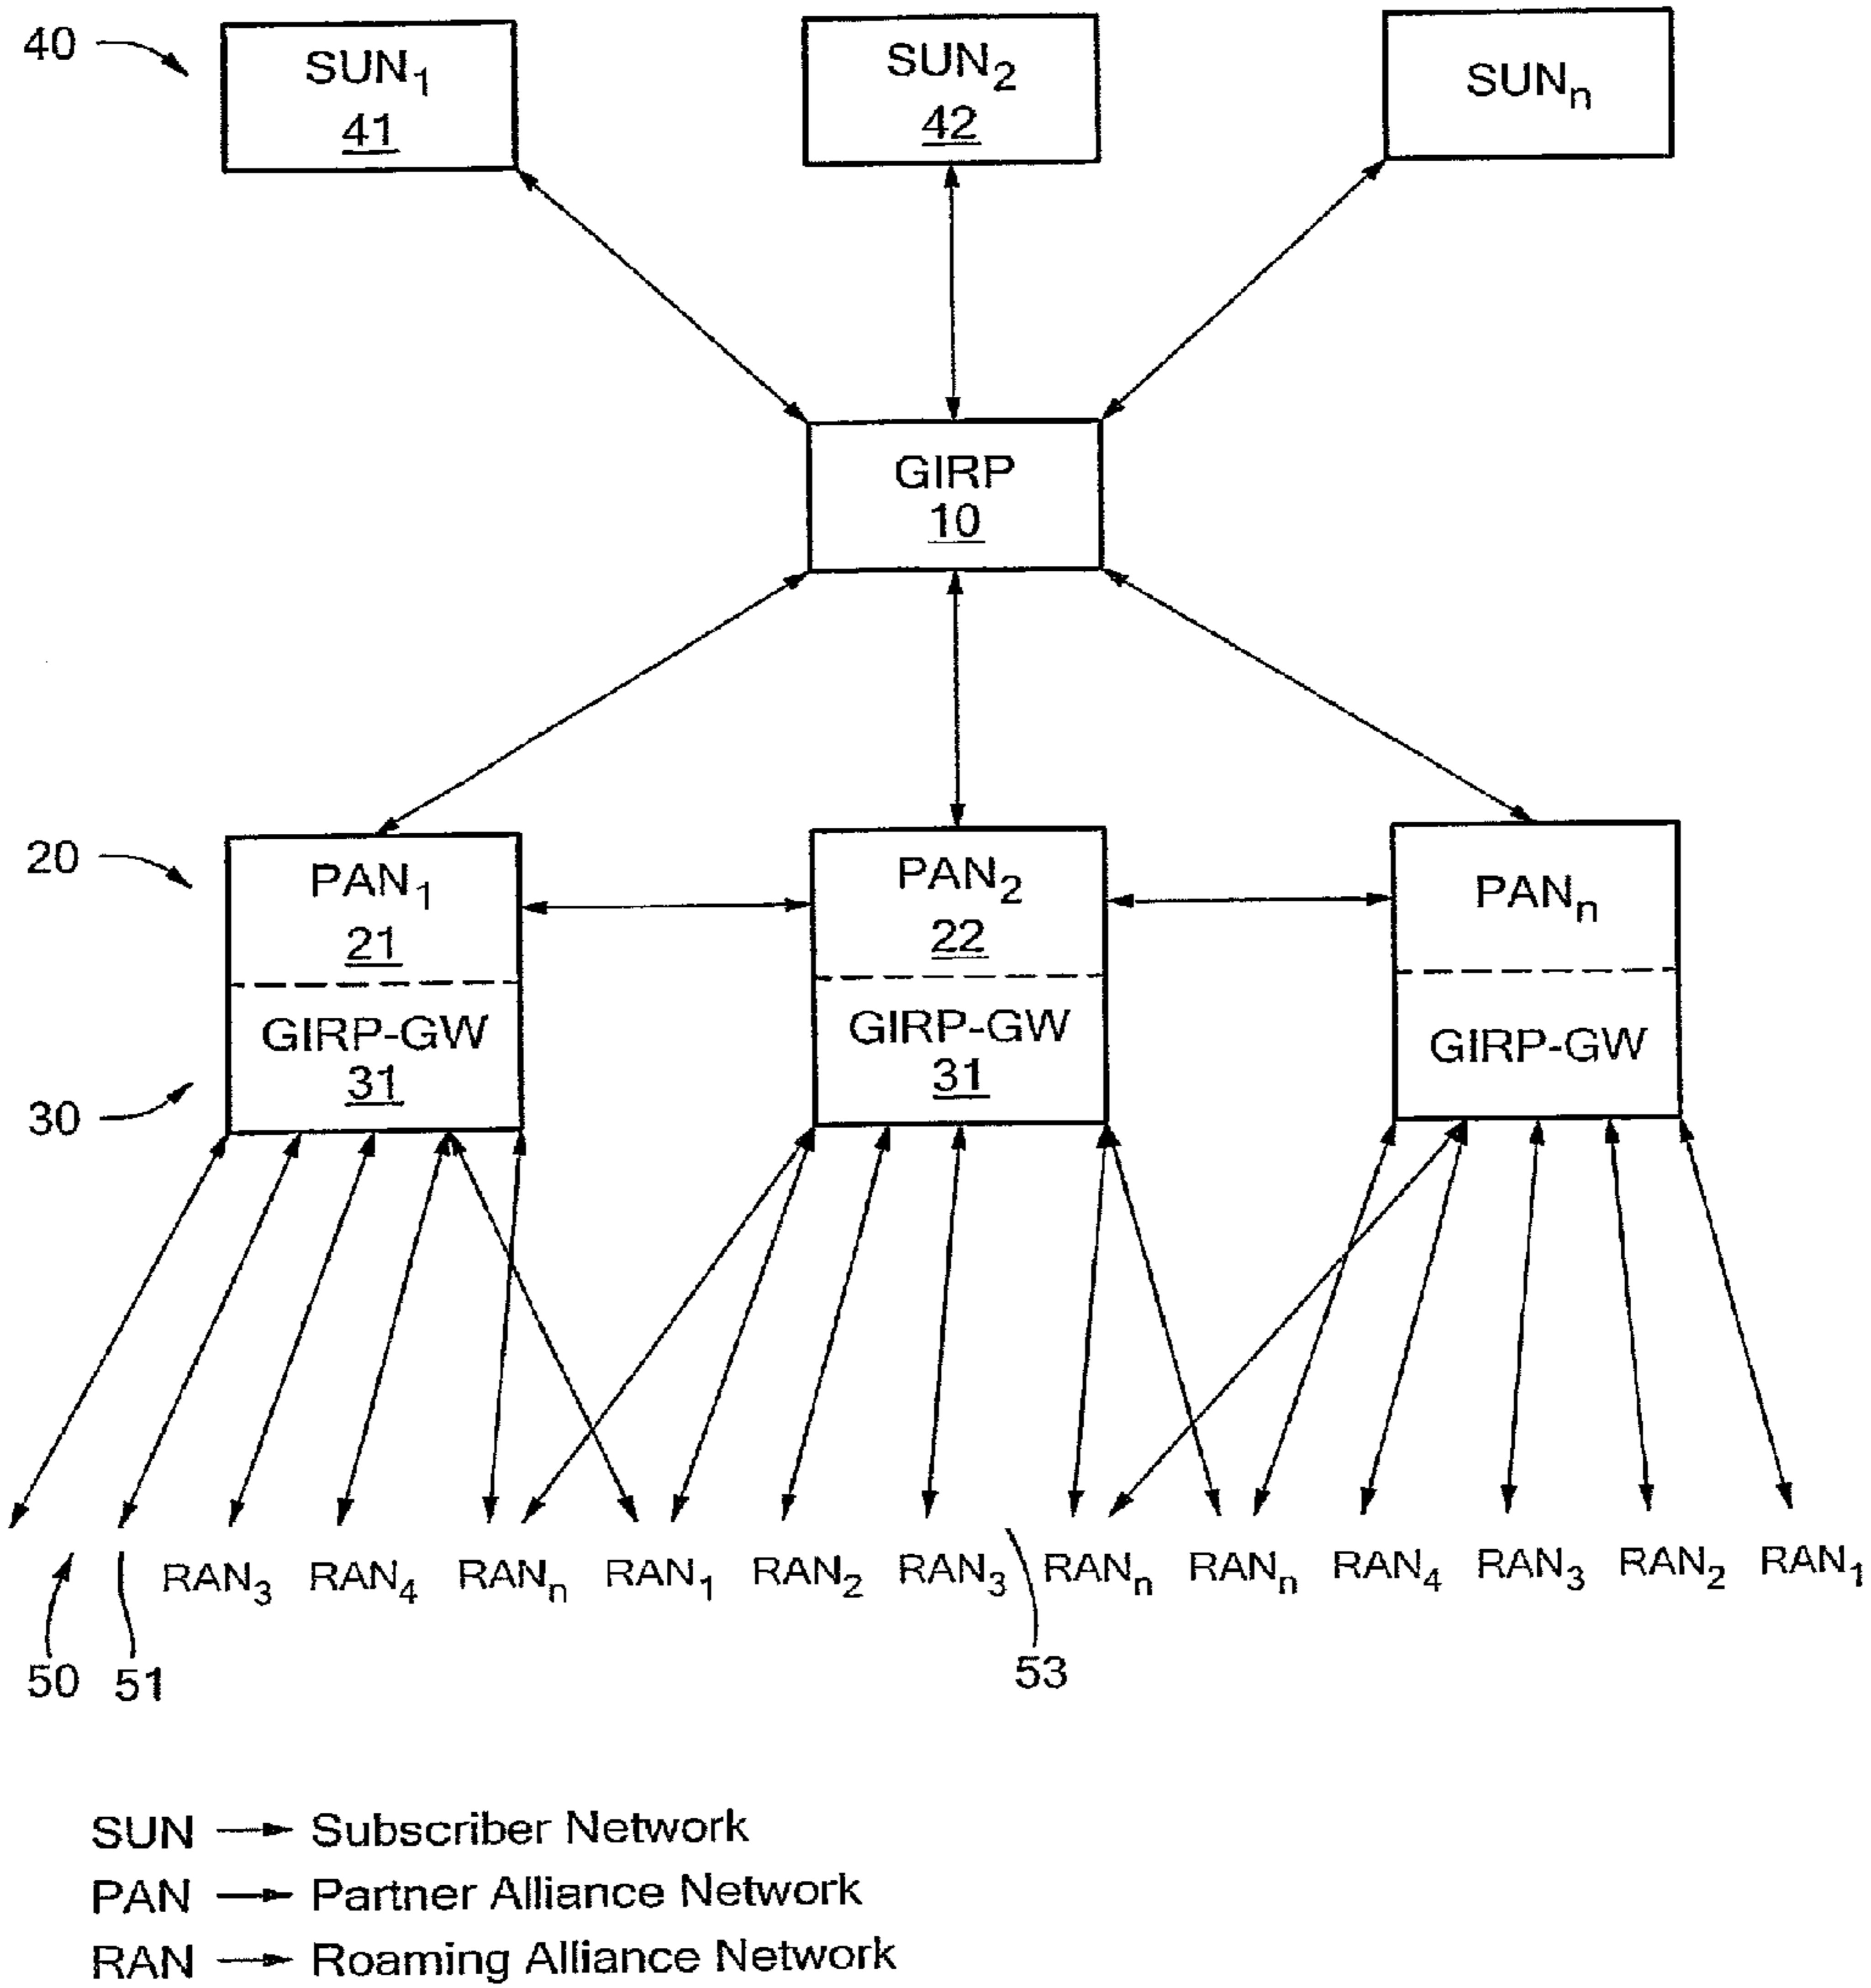 40
SUN₁
41
SUN₂
42
SUNₙ
GIRP
10
20
PAN₁
21
PAN₂
22
PANₙ
30
GIRP-GW
31
GIRP-GW
31
GIRP-GW
RAN₃ RAN₄ RANₙ RAN₁ RAN₂ RAN₃ RANₙ RANₙ RAN₄ RAN₃ RAN₂ RAN₁
50 51 53
SUN → Subscriber Network
PAN → Partner Alliance Network
RAN → Roaming Alliance Network